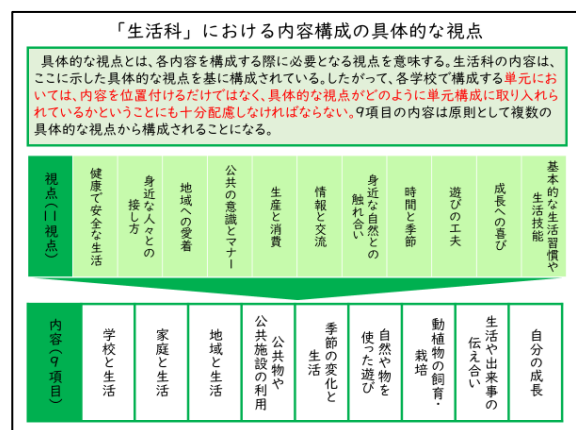 「生活科」における内容構成の具体的な視点
具体的な視点とは、各内容を構成する際に必要となる視点を意味する。生活科の内容は、
ここに示した具体的な視点を基に構成されている。したがって、各学校で構成する単元にお
いては、内容を位置付けるだけではなく、具体的な視点がどのように単元構成に取り入れら
れているかということにも十分配慮しなければならない。9項目の内容は原則として複数の
具体的な視点から構成されることになる。
視点(11視点)
健康で安全な生活
身近な人々との
接し方
地域への愛着
公共の意識とマナー
生産と消費
情報と交流
身近な自然との
触れ合い
時間と季節
遊びの工夫
成長への喜び
基本的な生活習慣や
生活技能
内容(9項目)
学校と生活
家庭と生活
地域と生活
公共物や
公共施設の利用
季節の変化と
生活
自然や物を
使った遊び
動植物の飼育・
栽培
生活や出来事の
伝え合い
自分の成長